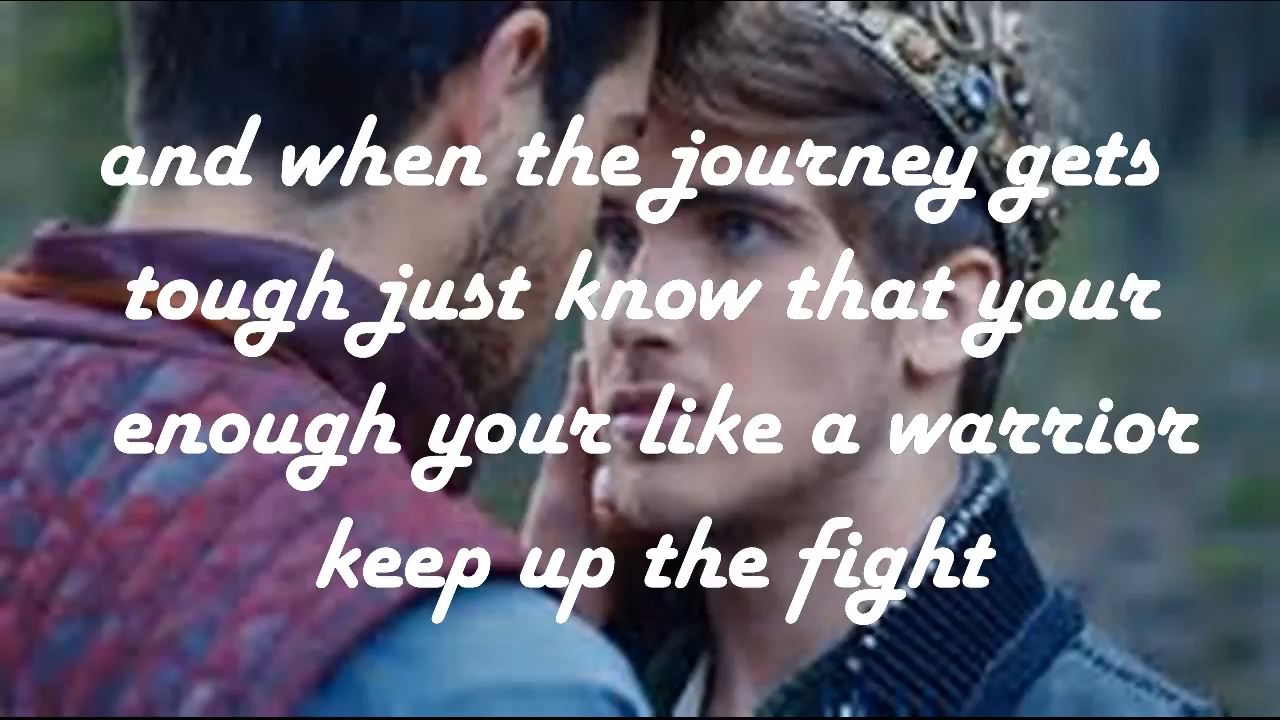 and when the journey gets
tough just know that your
enough your like a warrior
keep up the fight